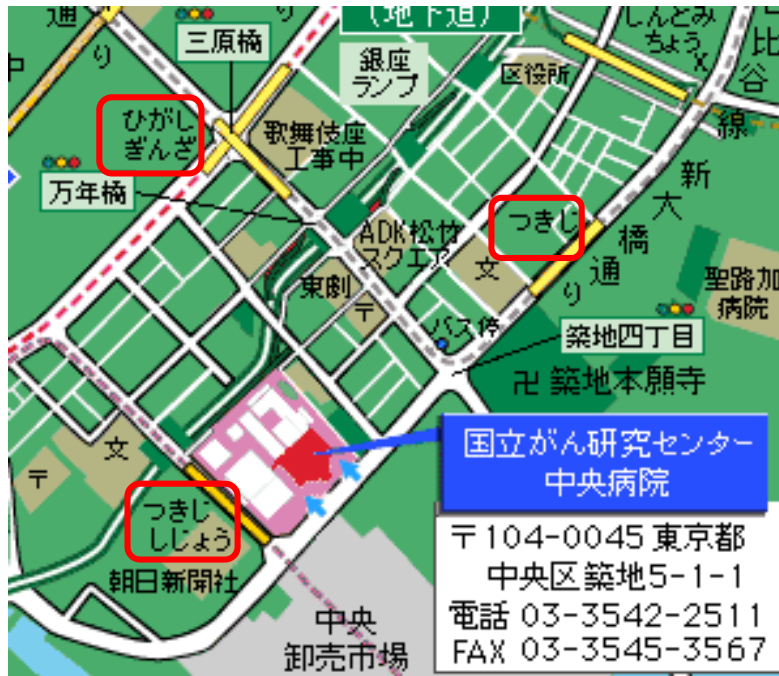 (地下道)
通り
三原橋
銀座
ランプ
区役所
しんとみ
ちょう
日比谷線
ひがし
ぎんざ
歌舞伎座
工事中
万年橋
ADK松竹
スクエア
つきじ
新大橋通り
文
東劇
〒
バス停
聖路加
病院
築地四丁目
卍 築地本願寺
国立がん研究センター
中央病院
文
〒
つきじ
しじょう
朝日新聞社
中央
卸売市場
〒104-0045 東京都
中央区築地5-1-1
電話 03-3542-2511
FAX 03-3545-3567